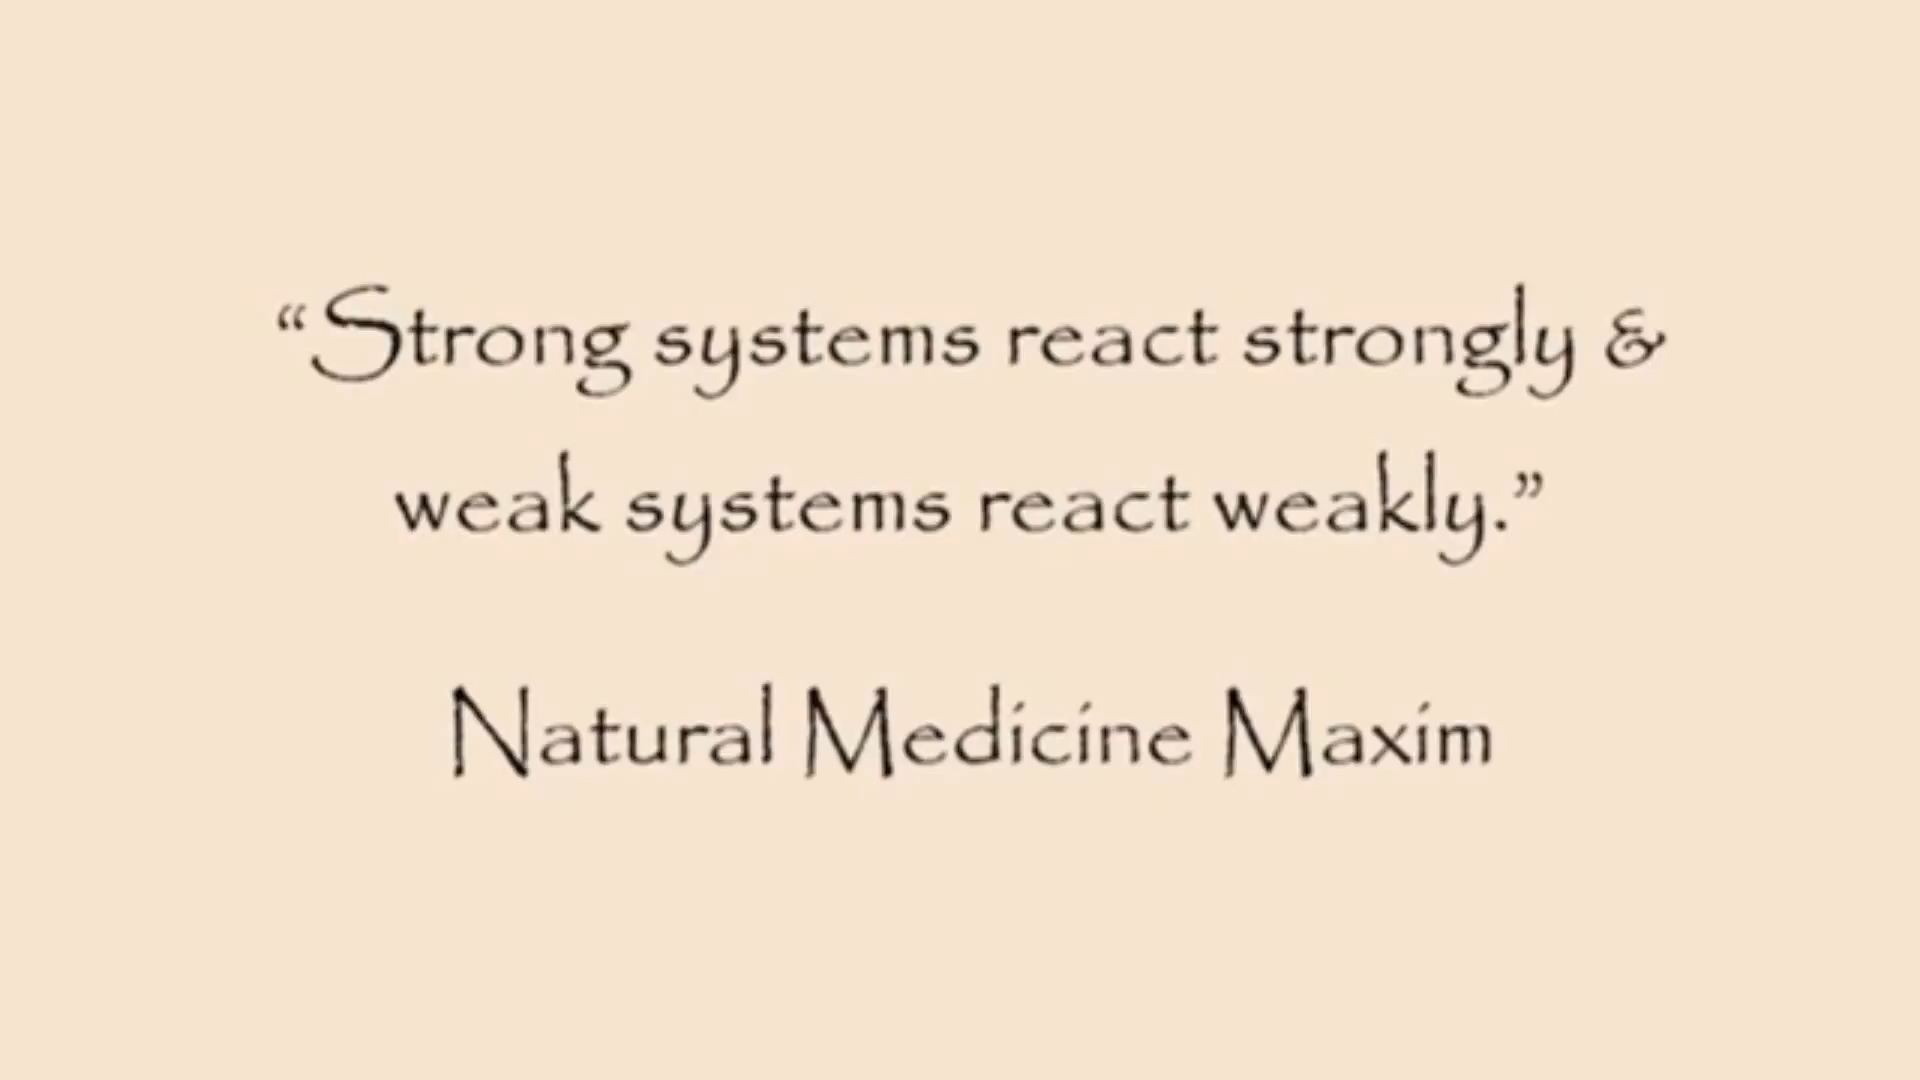 “Strong systems react strongly &
weak systems react weakly.”
Natural Medicine Maxim